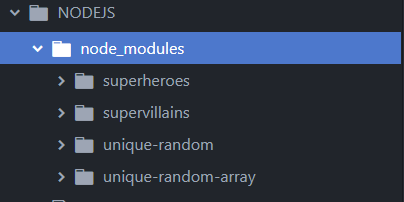 NODEJS
node_modules
superheroes
supervillains
unique-random
unique-random-array